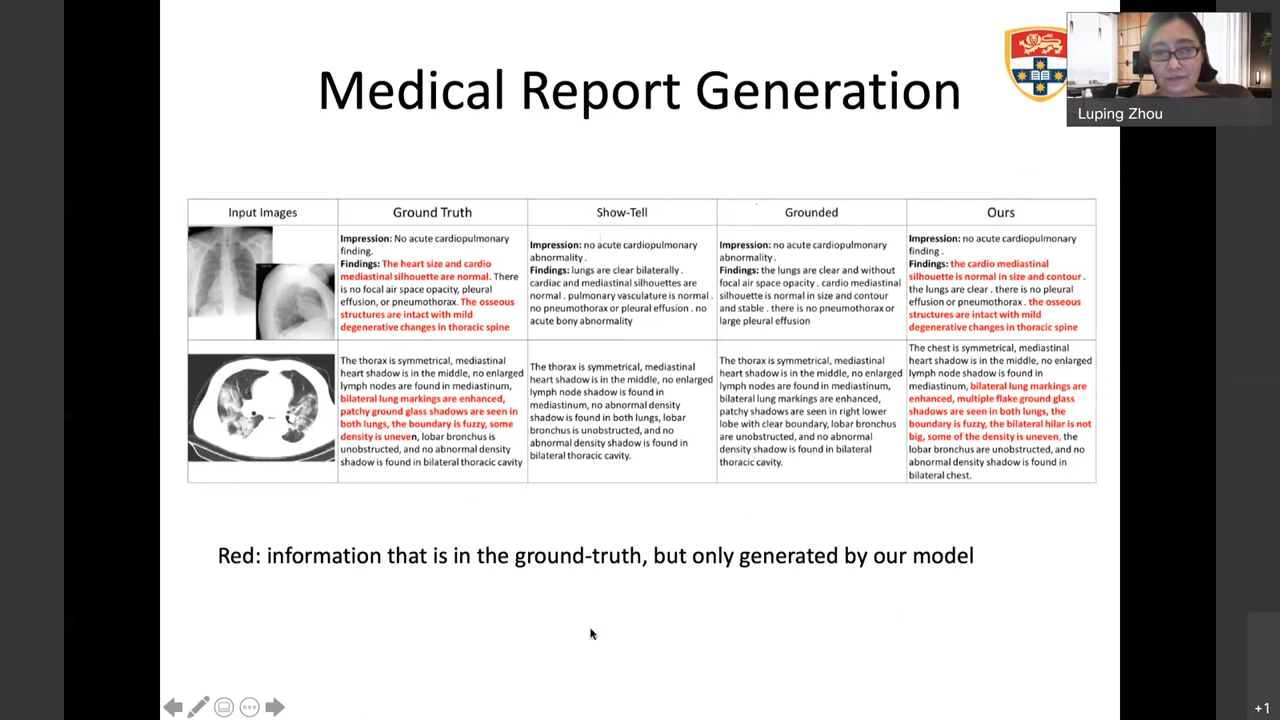 Medical Report Generation
Luping Zhou
Input Images
Ground Truth
Show-Tell
Grounded
Ours
Impression: No acute cardiopulmonary
finding.
Findings: The heart size and cardio
mediastinal silhouette are normal. There
is no focal air space opacity, pleural
effusion, or pneumothorax. The osseous
structures are intact with mild
degenerative changes in thoracic spine
Impression: no acute cardiopulmonary
abnormality .
Findings: lungs are clear bilaterally .
cardiac and mediastinal silhouettes are
normal . pulmonary vasculature is normal .
no pneumothorax or pleural effusion . no
acute bony abnormality
Impression: no acute cardiopulmonary
abnormality .
Findings: the lungs are clear and without
focal air space opacity . cardio mediastinal
silhouette is normal in size and contour
and stable . there is no pneumothorax or
large pleural effusion
Impression: no acute cardiopulmonary
finding .
Findings: the cardio mediastinal
silhouette is normal in size and contour .
the lungs are clear . there is no pleural
effusion or pneumothorax . the osseous
structures are intact with mild
degenerative changes in thoracic spine
The thorax is symmetrical, mediastinal
heart shadow is in the middle, no enlarged
lymph nodes are found in mediastinum,
bilateral lung markings are enhanced,
patchy ground glass shadows are seen in
both lungs, the boundary is fuzzy, some
density is uneven, lobar bronchus is
unobstructed, and no abnormal density
shadow is found in bilateral thoracic cavity
The thorax is symmetrical, mediastinal
heart shadow is in the middle, no enlarged
lymph node shadow is found in
mediastinum, no abnormal density
shadow is found in both lungs, lobar
bronchus is unobstructed, and no
abnormal density shadow is found in
bilateral thoracic cavity.
The thorax is symmetrical, mediastinal
heart shadow is in the middle, no enlarged
lymph nodes are found in mediastinum,
bilateral lung markings are enhanced,
patchy shadows are seen in right lower
lobe with clear boundary, lobar bronchus
are unobstructed, and no abnormal
density shadow is found in bilateral
thoracic cavity.
The chest is symmetrical, mediastinal
heart shadow is in the middle, no enlarged
lymph node shadow is found in
mediastinum, bilateral lung markings are
enhanced, multiple flake ground glass
shadows are seen in both lungs, the
boundary is fuzzy, the bilateral hilar is not
big, some of the density is uneven, the
lobar bronchus are unobstructed, and no
abnormal density shadow is found in
bilateral chest.
Red: information that is in the ground-truth, but only generated by our model
+1